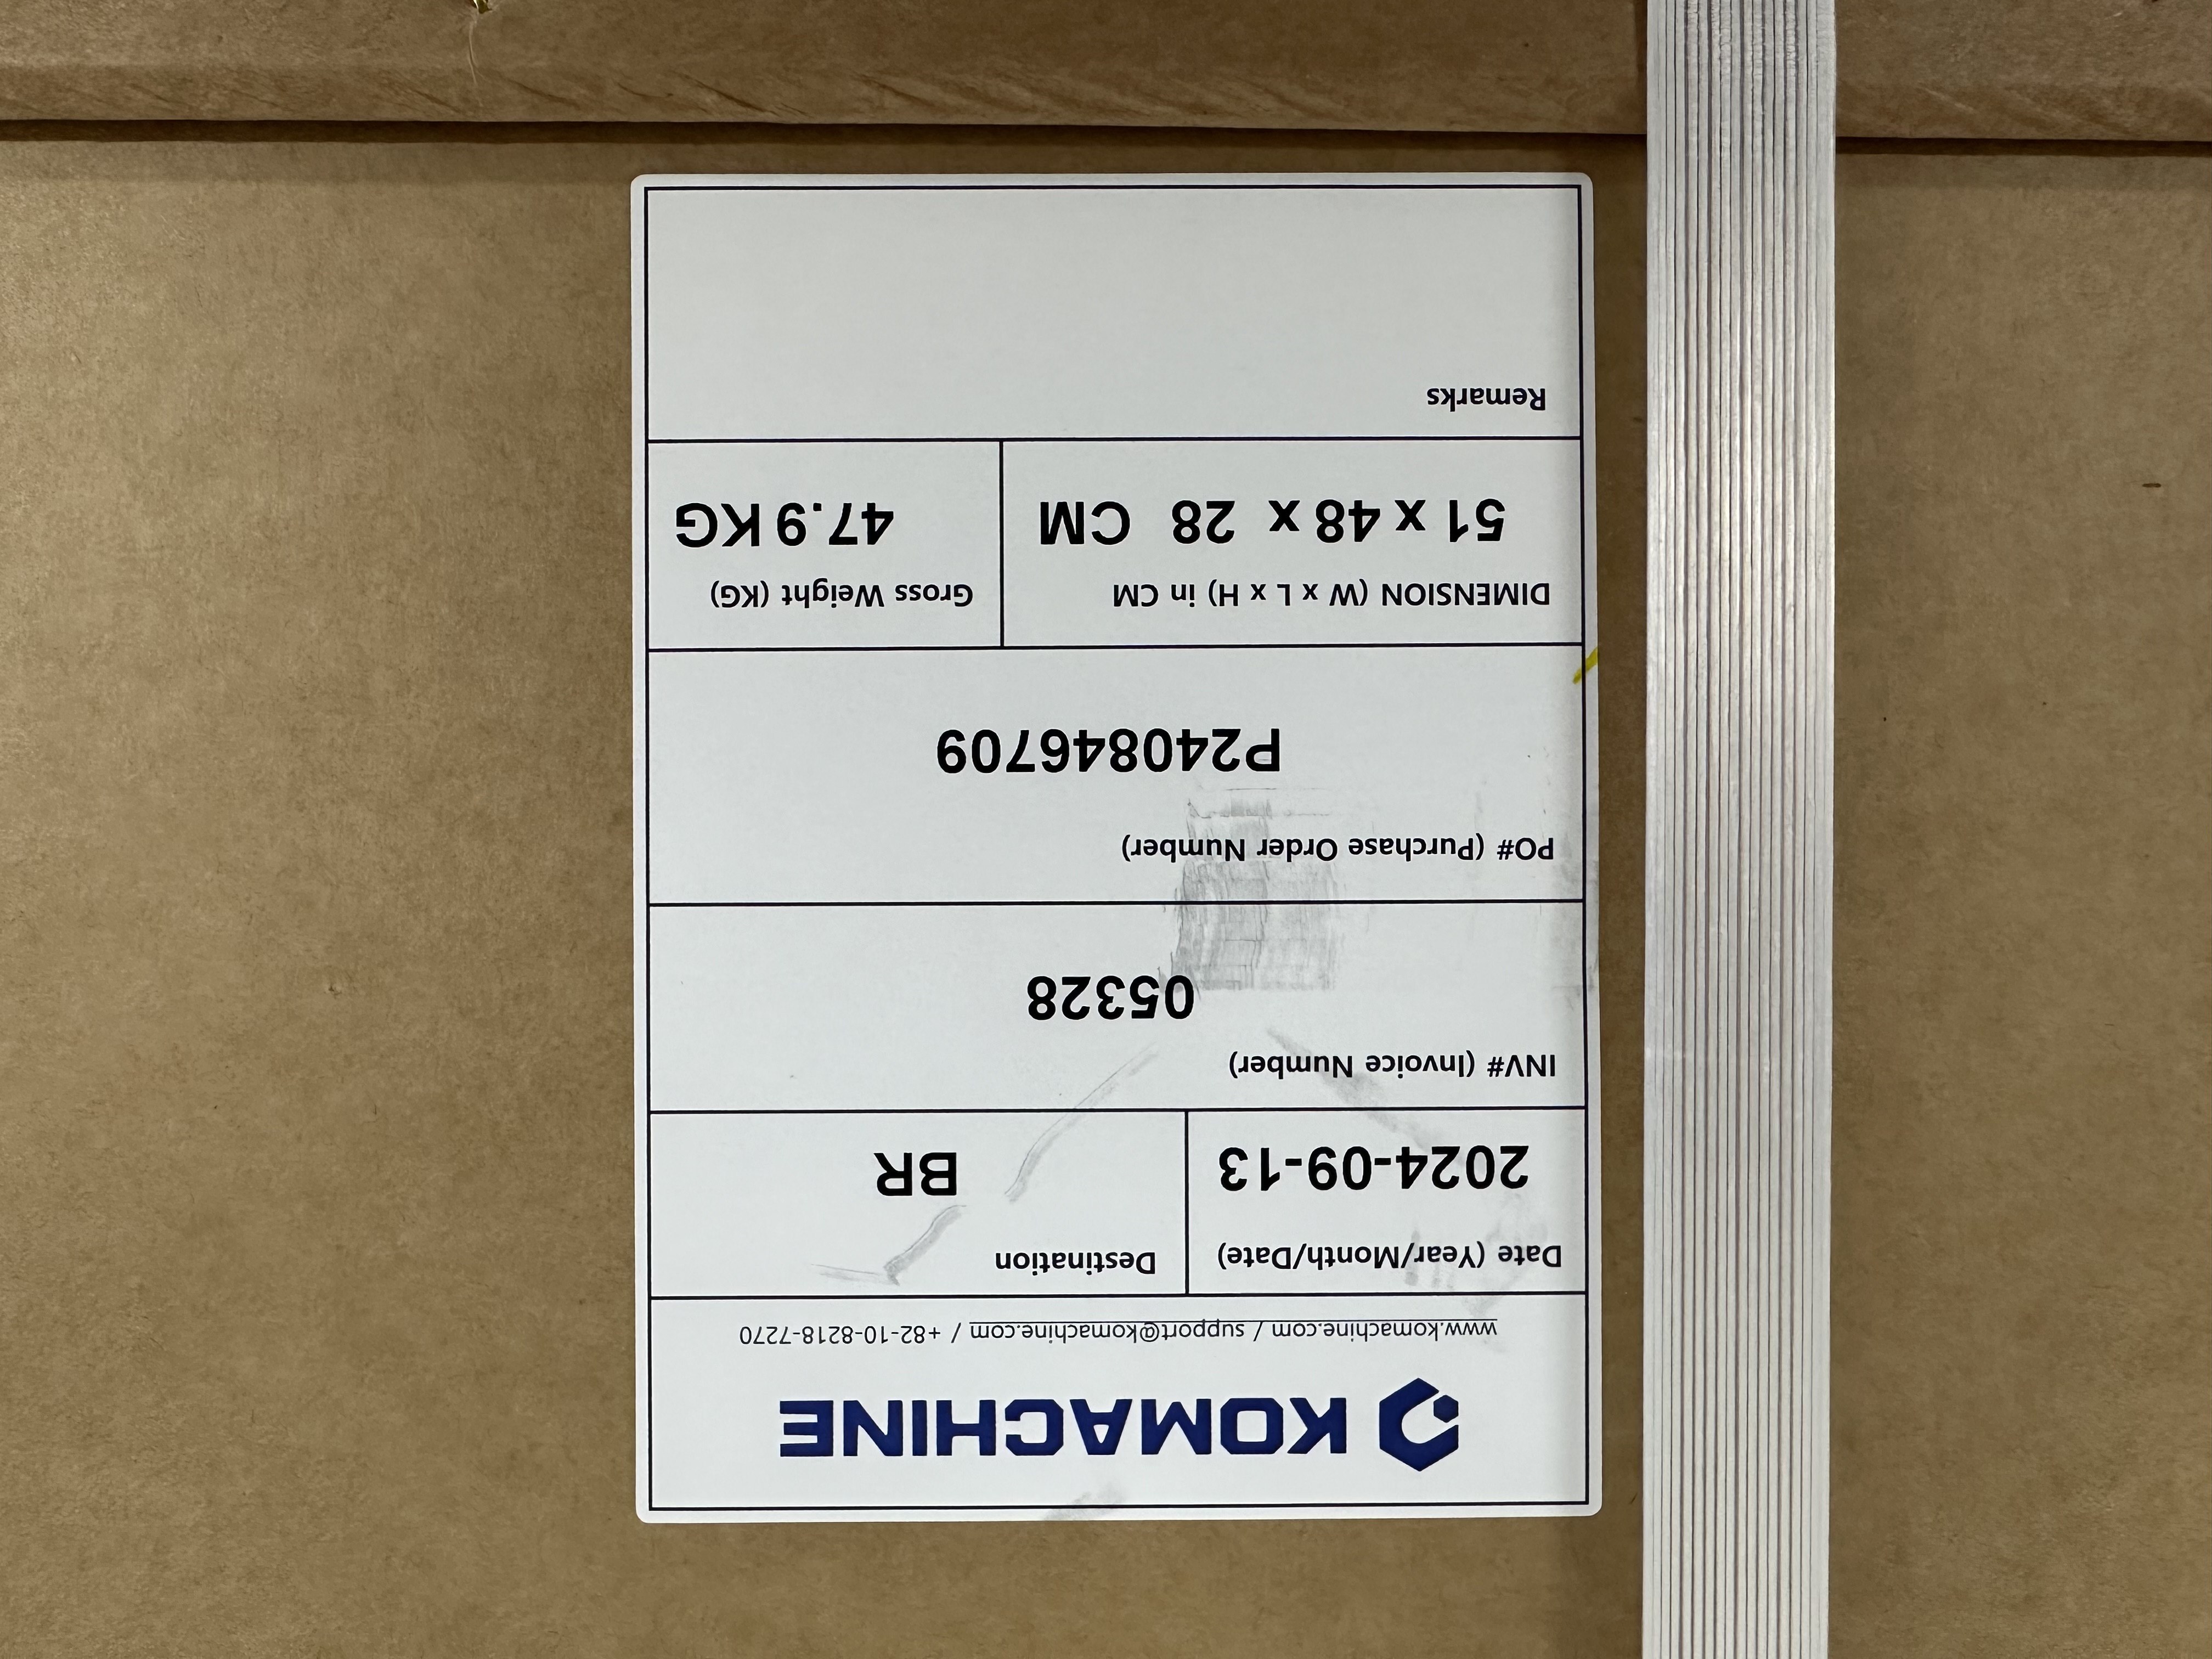 KOMACHINE
www.komachine.com / support@komachine.com / +82-10-8218-7270
Date (Year/Month/Date)
2024-09-13
Destination
BR
INV# (Invoice Number)
05328
PO# (Purchase Order Number)
P240846709
DIMENSION (W x L x H) in CM
51 x 48 x 28 CM
Gross Weight (KG)
47.9 KG
Remarks